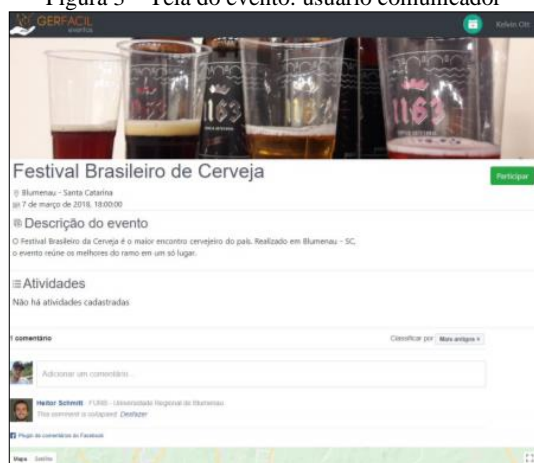 Figura 3 – Tela do evento: usuário comunicador
GERFACIL
eventos
Kelvin Ott
1163
1163
Festival Brasileiro de Cerveja
Participar
Blumenau - Santa Catarina
7 de março de 2018, 18:00:00
Descrição do evento
O Festival Brasileiro da Cerveja é o maior encontro cervejeiro do país. Realizado em Blumenau - SC,
o evento reúne os melhores do ramo em um só lugar.
Atividades
Não há atividades cadastradas
1 comentário
Classificar por Mais antigos
Adicionar um comentário...
Heitor Schmitt · FURB - Universidade Regional de Blumenau
This comment is collapsed. Desfazer
Plugin de comentários do Facebook
Mapa Satélite